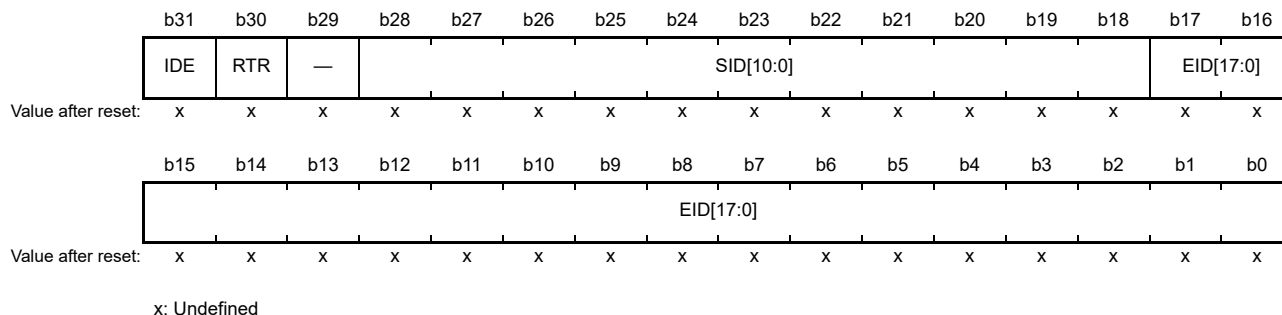 b31 b30 b29 b28 b27 b26 b25 b24 b23 b22 b21 b20 b19 b18 b17 b16
IDE RTR — SID[10:0] EID[17:0]
Value after reset: x x x x x x x x x x x x x x x x
b15 b14 b13 b12 b11 b10 b9 b8 b7 b6 b5 b4 b3 b2 b1 b0
EID[17:0]
Value after reset: x x x x x x x x x x x x x x x x
x: Undefined